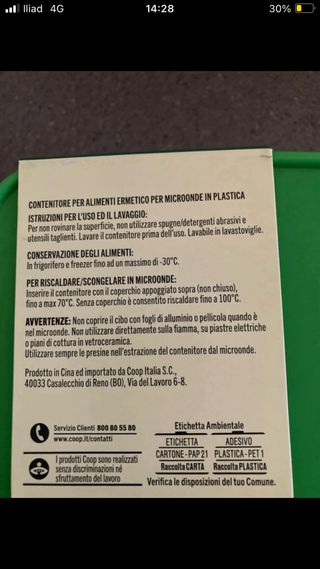 Iliad 4G
14:28
30%
CONTENITORE PER ALIMENTI ERMETICO PER MICROONDE IN PLASTICA
ISTRUZIONI PER L'USO ED IL LAVAGGIO:
Per non rovinare la superficie, non utilizzare spugne/detergenti abrasivi e
utensili taglienti. Lavare il contenitore prima dell'uso. Lavabile in lavastoviglie.
CONSERVAZIONE DEGLI ALIMENTI:
In frigorifero e freezer fino ad un massimo di -30°C.
PER RISCALDARE/SCONGELARE IN MICROONDE:
Inserire il contenitore con il coperchio appoggiato sopra (non chiuso),
fino a max 70°C. Senza coperchio è consentito riscaldare fino a 100°C.
AVVERTENZE: Non coprire il cibo con fogli di alluminio o pellicola quando è
nel microonde. Non utilizzare direttamente sulla fiamma, su piastre elettriche
o piani di cottura in vetroceramica.
Utilizzare sempre le presine nell'estrazione del contenitore dal microonde.
Prodotto in Cina ed importato da Coop Italia S.C.,
40033 Casalecchio di Reno (BO), Via del Lavoro 6-8.
Servizio Clienti 800 80 55 80
www.coop.it/contatti
I prodotti Coop sono realizzati
senza discriminazioni né
sfruttamento del lavoro
Etichetta Ambientale
ETICHETTA
CARTONE - PAP 21
Raccolta CARTA
ADESIVO
PLASTICA - PET 1
Raccolta PLASTICA
Verifica le disposizioni del tuo Comune.